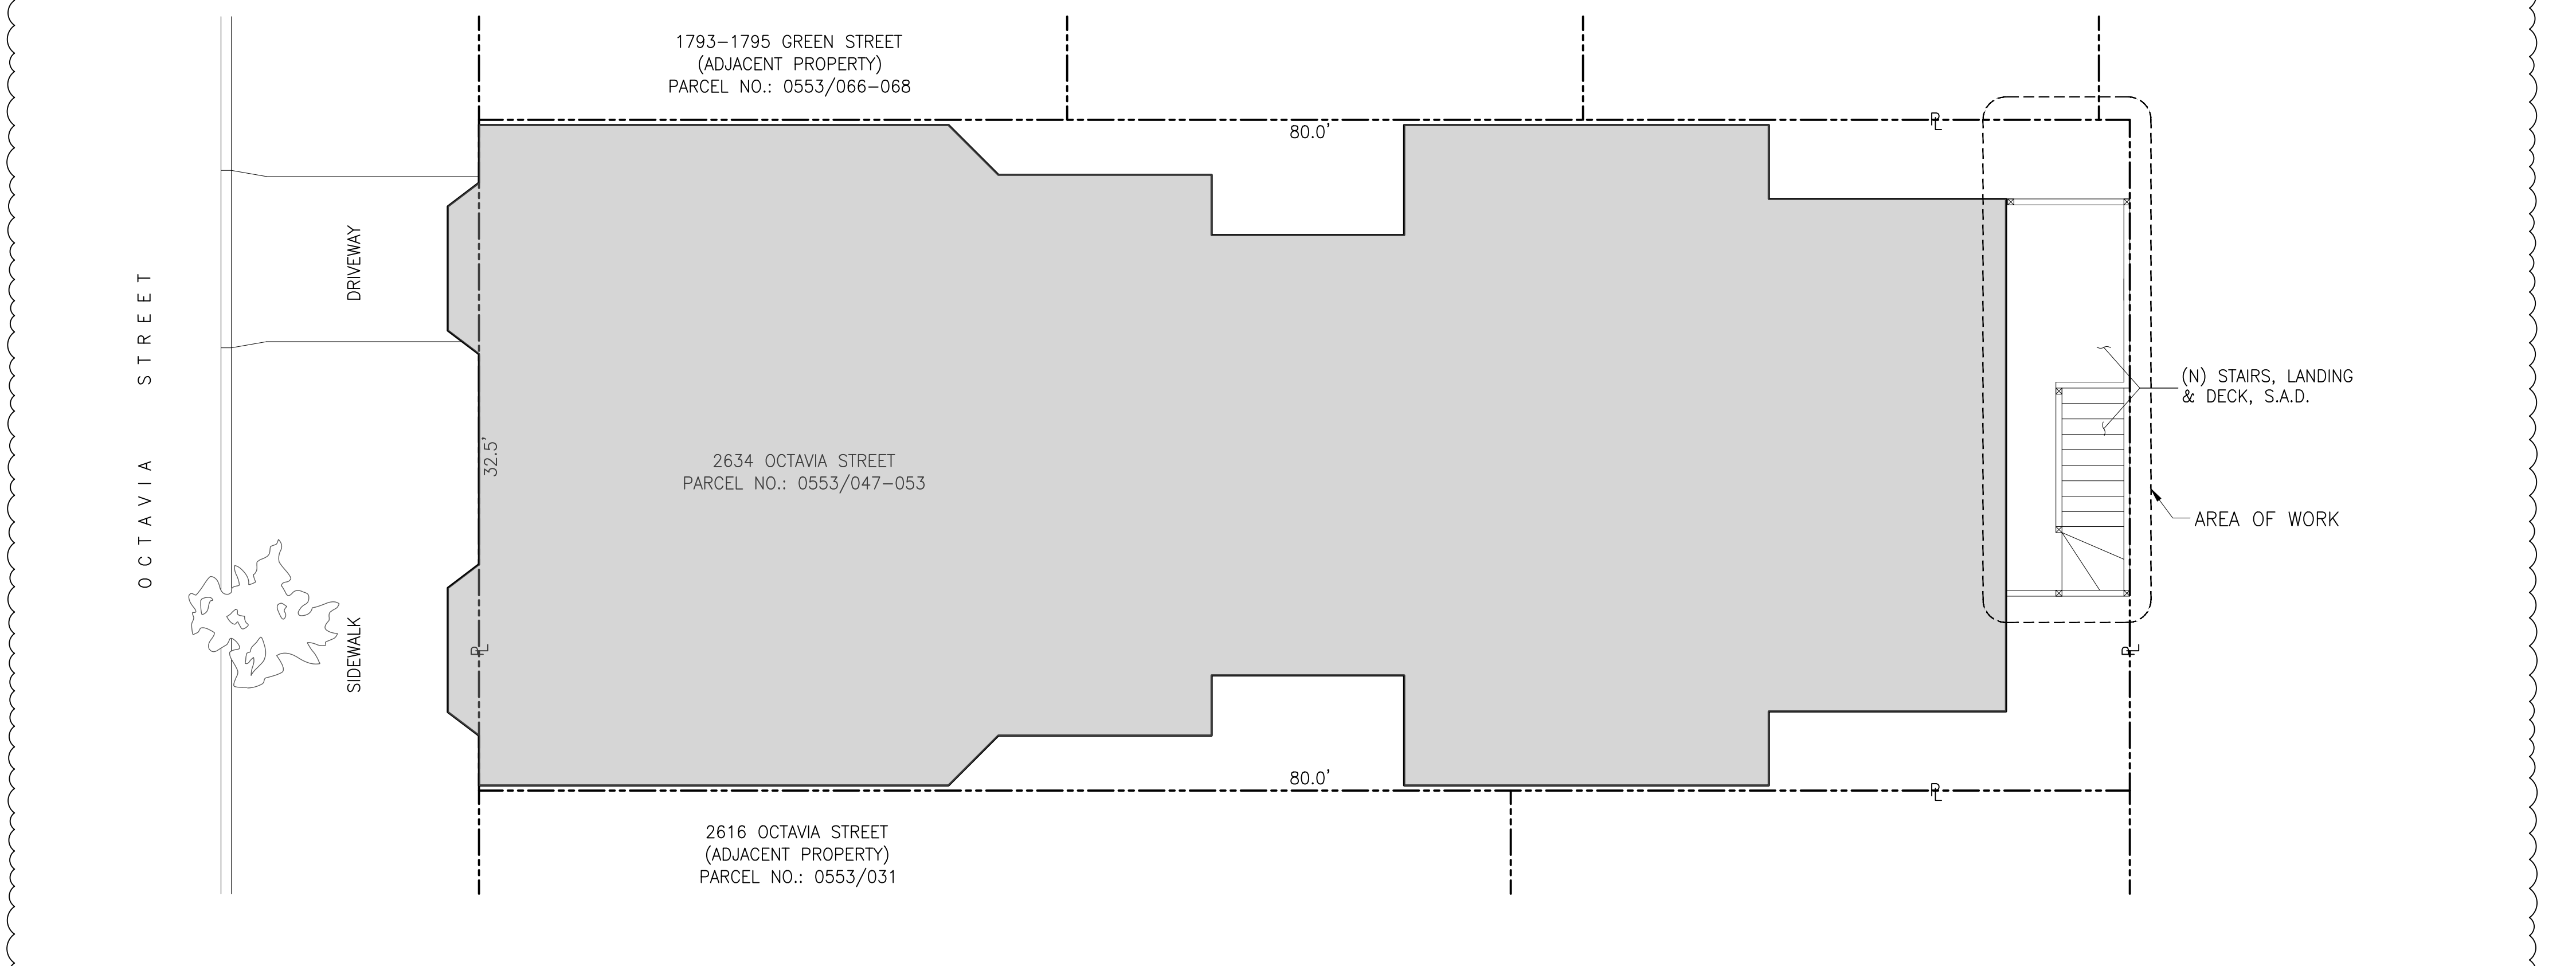 1793-1795 GREEN STREET
(ADJACENT PROPERTY)
PARCEL NO.: 0553/066-068
80.0'
PL
DRIVEWAY
OCTAVIA STREET
32.5'
2634 OCTAVIA STREET
PARCEL NO.: 0553/047-053
(N) STAIRS, LANDING
& DECK, S.A.D.
AREA OF WORK
SIDEWALK
PL
PL
80.0'
PL
2616 OCTAVIA STREET
(ADJACENT PROPERTY)
PARCEL NO.: 0553/031